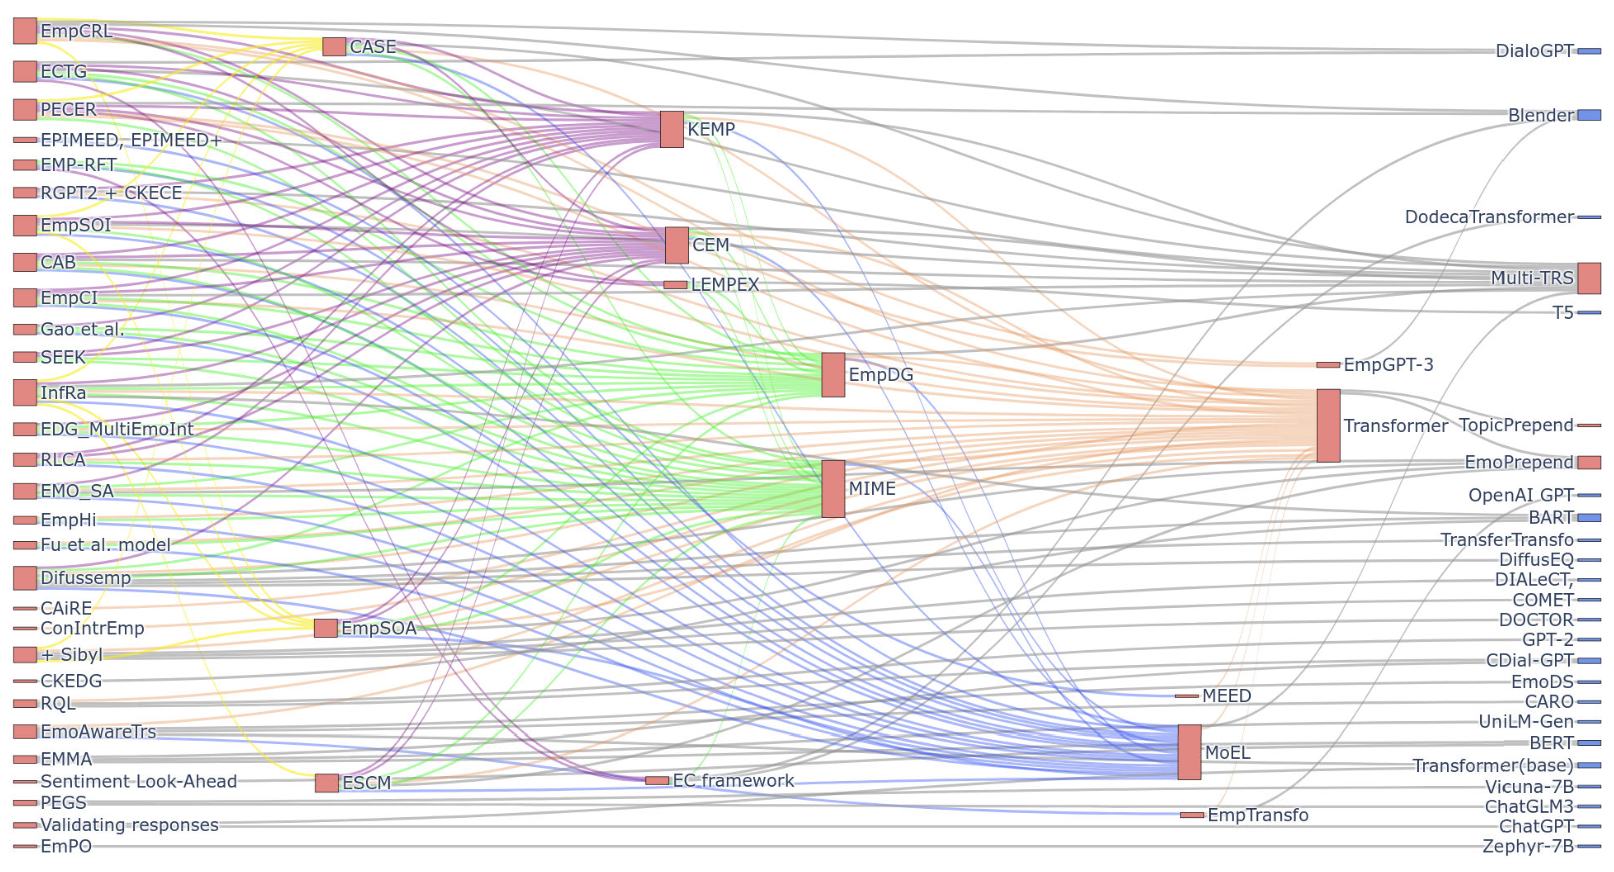 EmpCRL
ECTG
PECER
EPIMEED, EPIMEED+
EMP-RFT
RGPT2 + CKECE
EmpSOI
CAB
EmpCI
Gao et al.
SEEK
InfRa
EDG_MultiEmoInt
RLCA
EMO_SA
EmpHi
Fu et al. model
Difussemp
CAiRE
ConIntrEmp
+ Sibyl
CKEDG
RQL
EmoAwareTrs
EMMA
Sentiment Look-Ahead
PEGS
Validating responses
EmPO
CASE
EmpSOA
ESCM
KEMP
CEM
LEMPEX
EC framework
EmpDG
MIME
MEED
MoEL
EmpTransfo
EmpGPT-3
Transformer
DialoGPT
Blender
DodecaTransformer
Multi-TRS
T5
TopicPrepend
EmoPrepend
OpenAI GPT
BART
TransferTransfo
DiffusEQ
DIALeCT,
COMET
DOCTOR
GPT-2
CDial-GPT
EmoDS
CARO
UniLM-Gen
BERT
Transformer(base)
Vicuna-7B
ChatGLM3
ChatGPT
Zephyr-7B